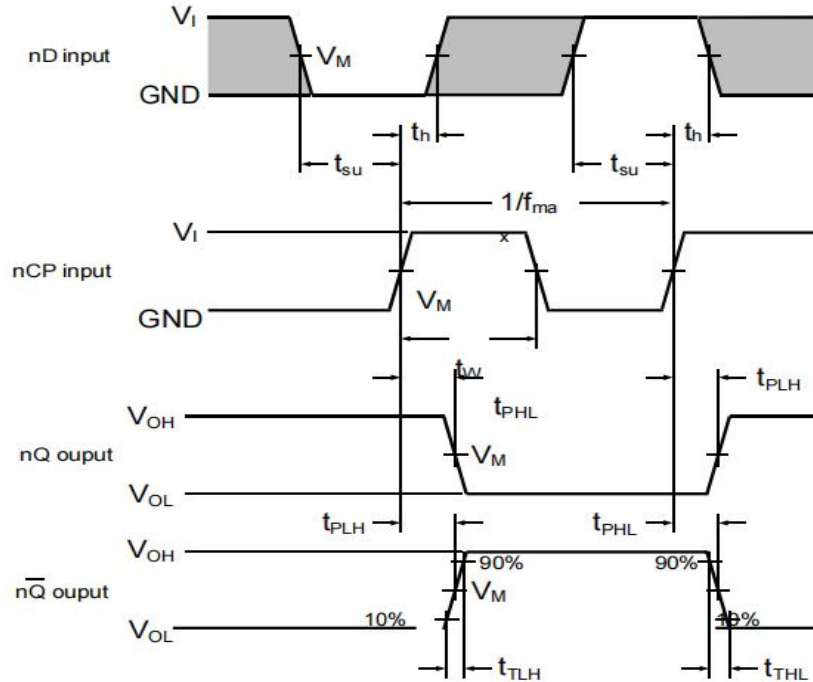 VI
nD input
VM
GND
th
th
tsu
tsu
1/fma
x
VI
nCP input
VM
GND
tW
tPLH
VOH
tPHL
nQ ouput
VM
VOL
tPLH
tPHL
VOH
90%
90%
nQ̅ ouput
VM
10%
10%
VOL
tTLH
tTHL